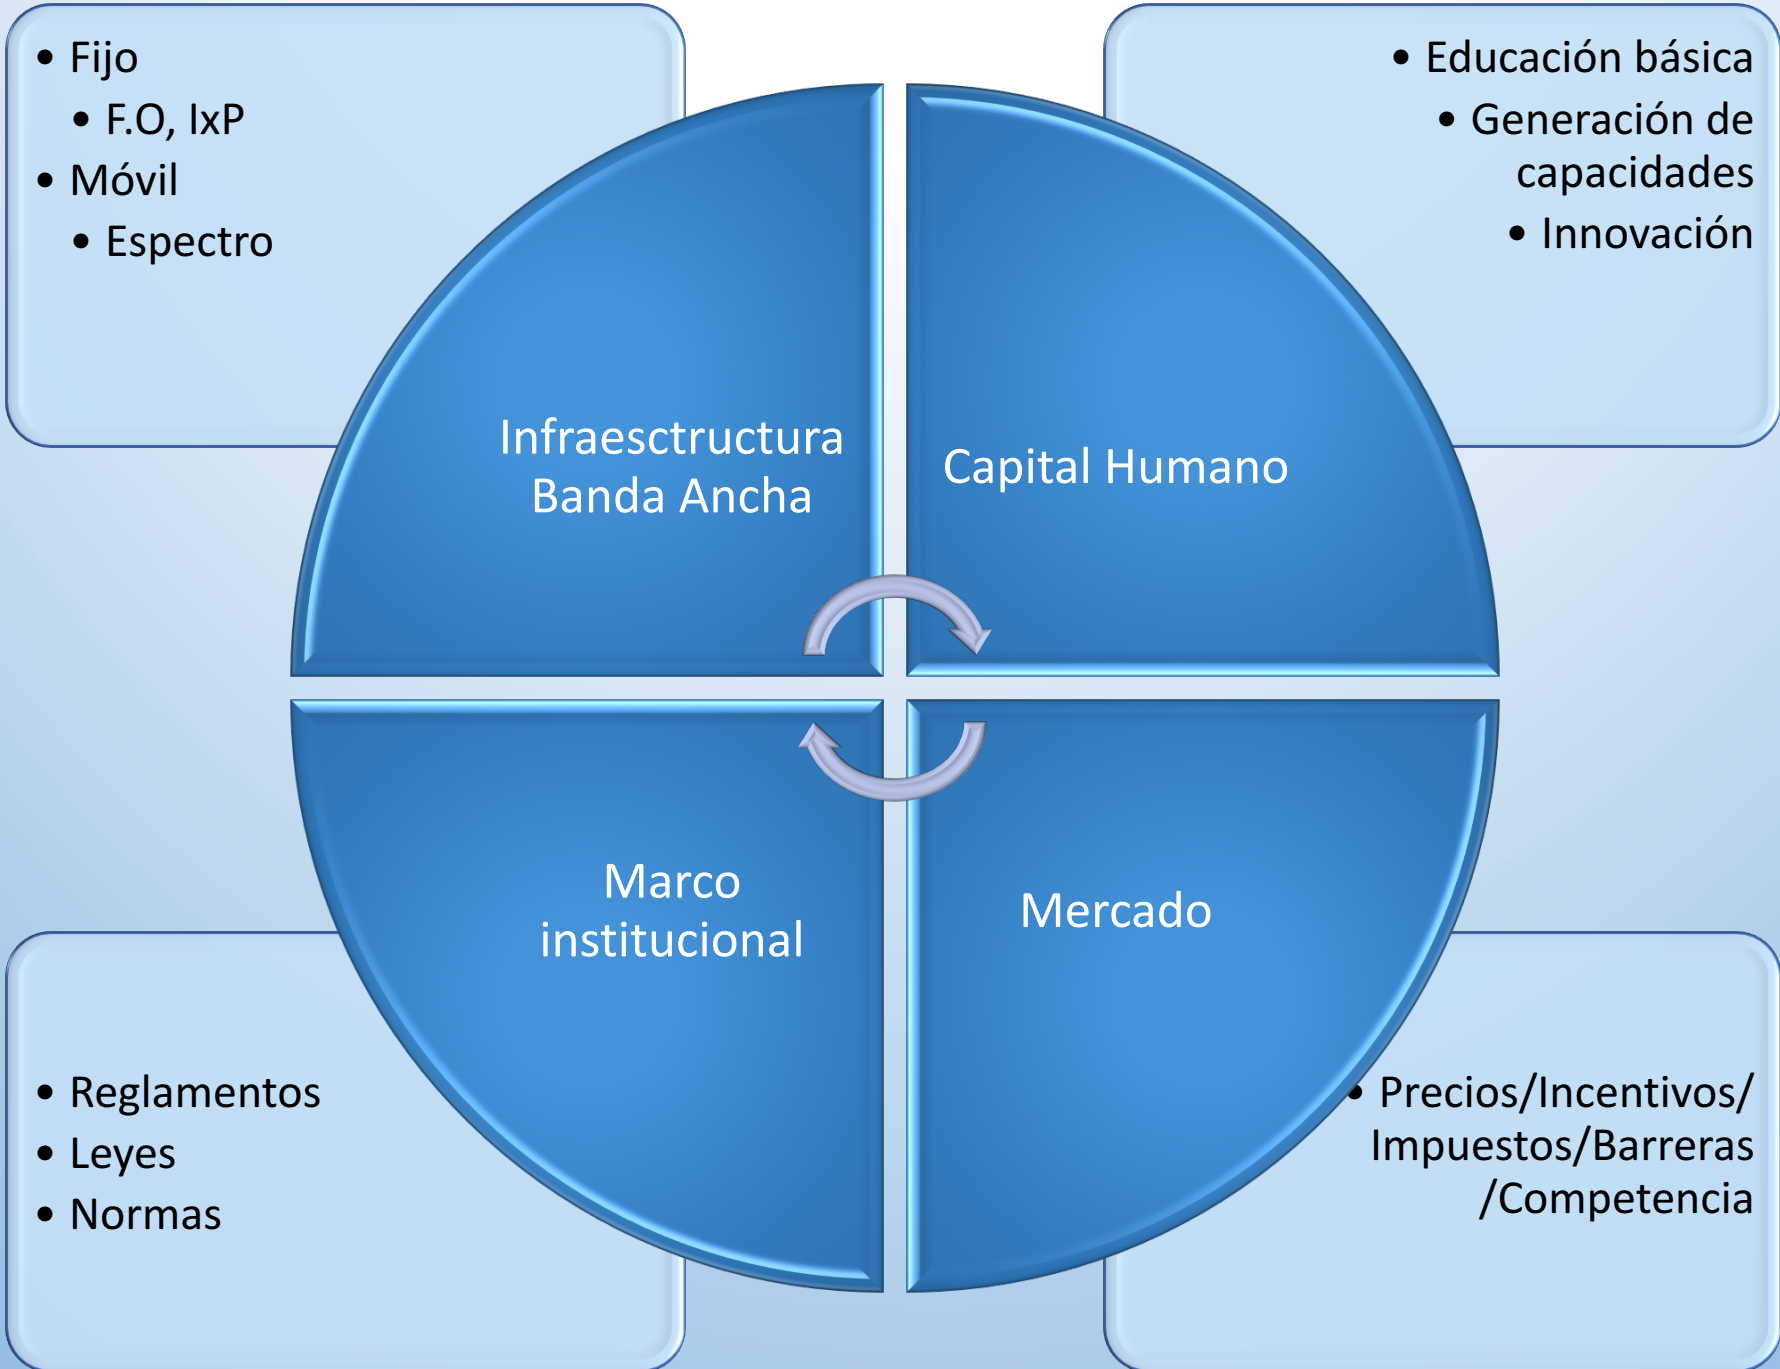 • Fijo
• F.O, IxP
• Móvil
• Espectro
• Educación básica
• Generación de
capacidades
• Innovación
Infraesctructura
Banda Ancha
Capital Humano
Marco
institucional
Mercado
• Reglamentos
• Leyes
• Normas
• Precios/Incentivos/
Impuestos/Barreras
/Competencia